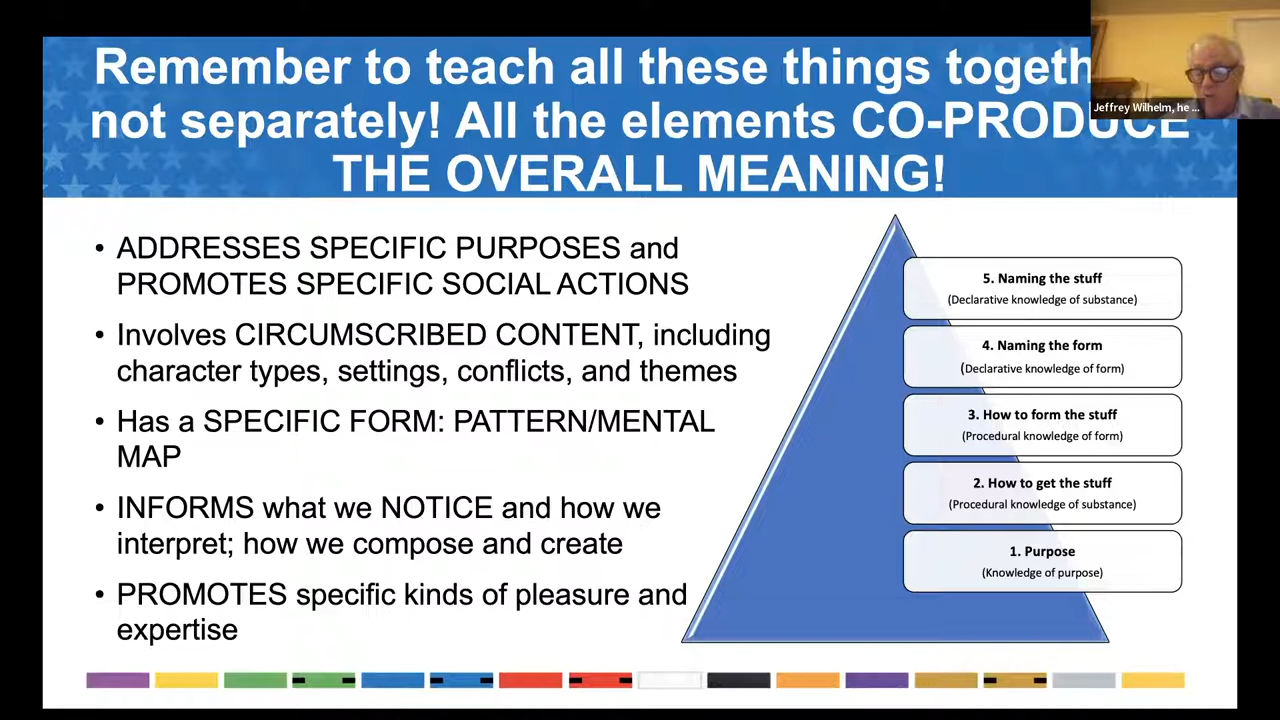 Remember to teach all these things togeth
not separately! All the elements CO-PRODUCE
THE OVERALL MEANING!
Jeffrey Wilhelm, he ...
• ADDRESSES SPECIFIC PURPOSES and
PROMOTES SPECIFIC SOCIAL ACTIONS
• Involves CIRCUMSCRIBED CONTENT, including
character types, settings, conflicts, and themes
• Has a SPECIFIC FORM: PATTERN/MENTAL
MAP
• INFORMS what we NOTICE and how we
interpret; how we compose and create
• PROMOTES specific kinds of pleasure and
expertise
5. Naming the stuff
(Declarative knowledge of substance)
4. Naming the form
(Declarative knowledge of form)
3. How to form the stuff
(Procedural knowledge of form)
2. How to get the stuff
(Procedural knowledge of substance)
1. Purpose
(Knowledge of purpose)